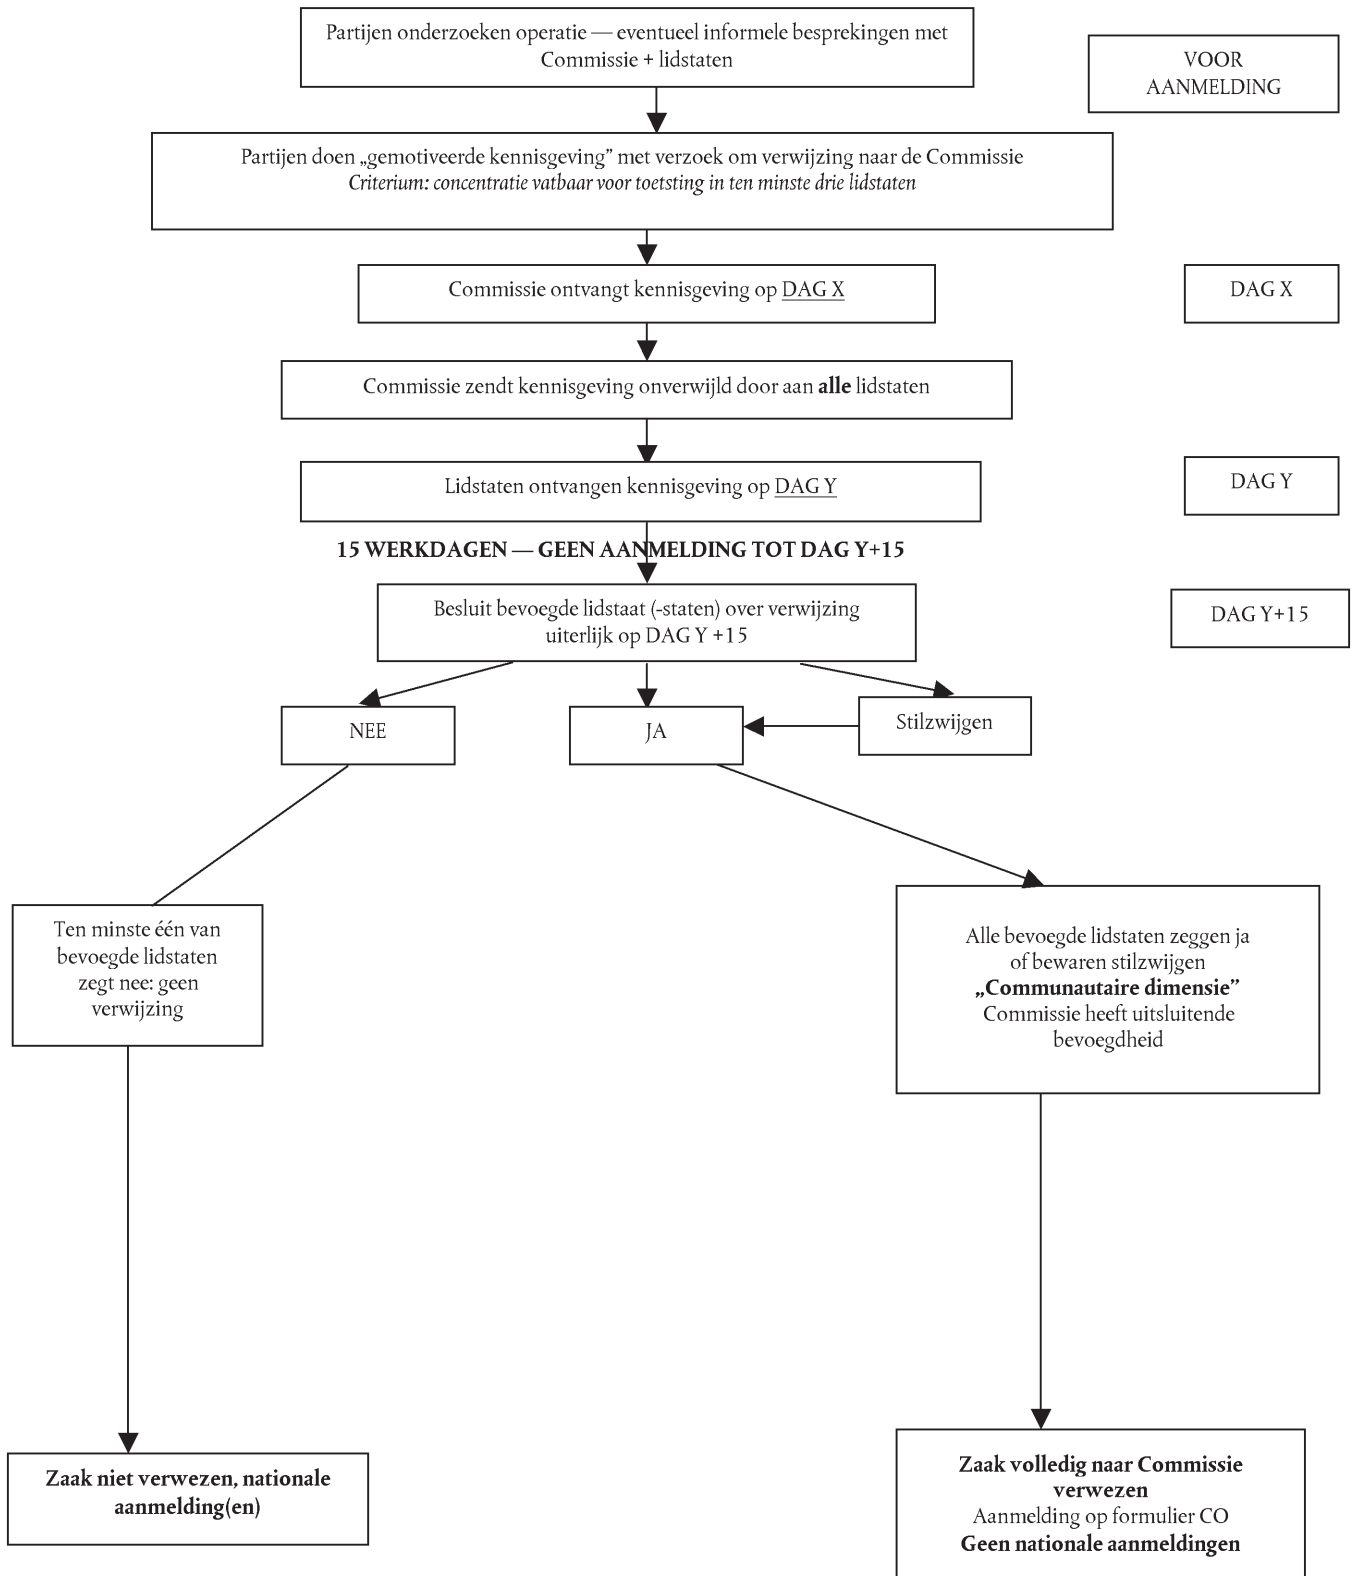 Partijen onderzoeken operatie — eventueel informele besprekingen met
Commissie + lidstaten
VOOR
AANMELDING
Partijen doen „gemotiveerde kennisgeving” met verzoek om verwijzing naar de Commissie
Criterium: concentratie vatbaar voor toetsting in ten minste drie lidstaten
Commissie ontvangt kennisgeving op DAG X
DAG X
Commissie zendt kennisgeving onverwijld door aan alle lidstaten
Lidstaten ontvangen kennisgeving op DAG Y
DAG Y
15 WERKDAGEN — GEEN AANMELDING TOT DAG Y+15
Besluit bevoegde lidstaat (-staten) over verwijzing
uiterlijk op DAG Y +15
DAG Y+15
NEE
JA
Stilzwijgen
Ten minste één van
bevoegde lidstaten
zegt nee: geen
verwijzing
Alle bevoegde lidstaten zeggen ja
of bewaren stilzwijgen
„Communautaire dimensie”
Commissie heeft uitsluitende
bevoegdheid
Zaak niet verwezen, nationale
aanmelding(en)
Zaak volledig naar Commissie
verwezen
Aanmelding op formulier CO
Geen nationale aanmeldingen